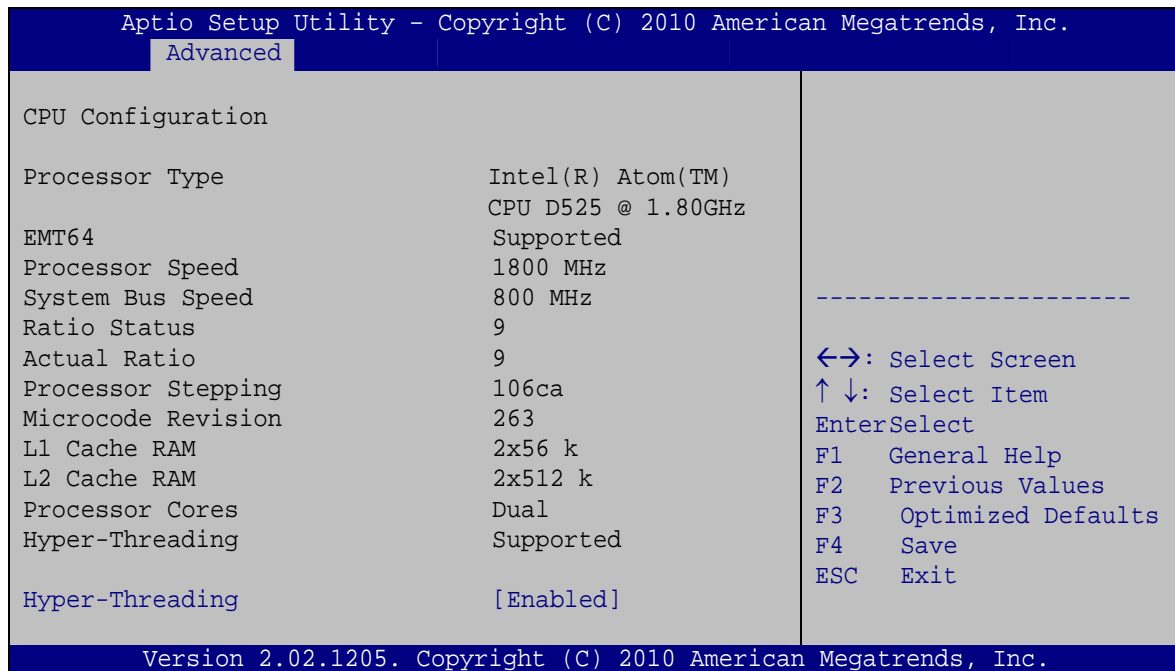 Aptio Setup Utility – Copyright (C) 2010 American Megatrends, Inc.
Advanced
CPU Configuration
Processor Type Intel(R) Atom(TM)
CPU D525 @ 1.80GHz
EMT64 Supported
Processor Speed 1800 MHz
System Bus Speed 800 MHz
Ratio Status 9
Actual Ratio 9
Processor Stepping 106ca
Microcode Revision 263
L1 Cache RAM 2x56 k
L2 Cache RAM 2x512 k
Processor Cores Dual
Hyper-Threading Supported
Hyper-Threading [Enabled]
----------------------
←→: Select Screen
↑ ↓: Select Item
EnterSelect
F1 General Help
F2 Previous Values
F3 Optimized Defaults
F4 Save
ESC Exit
Version 2.02.1205. Copyright (C) 2010 American Megatrends, Inc.